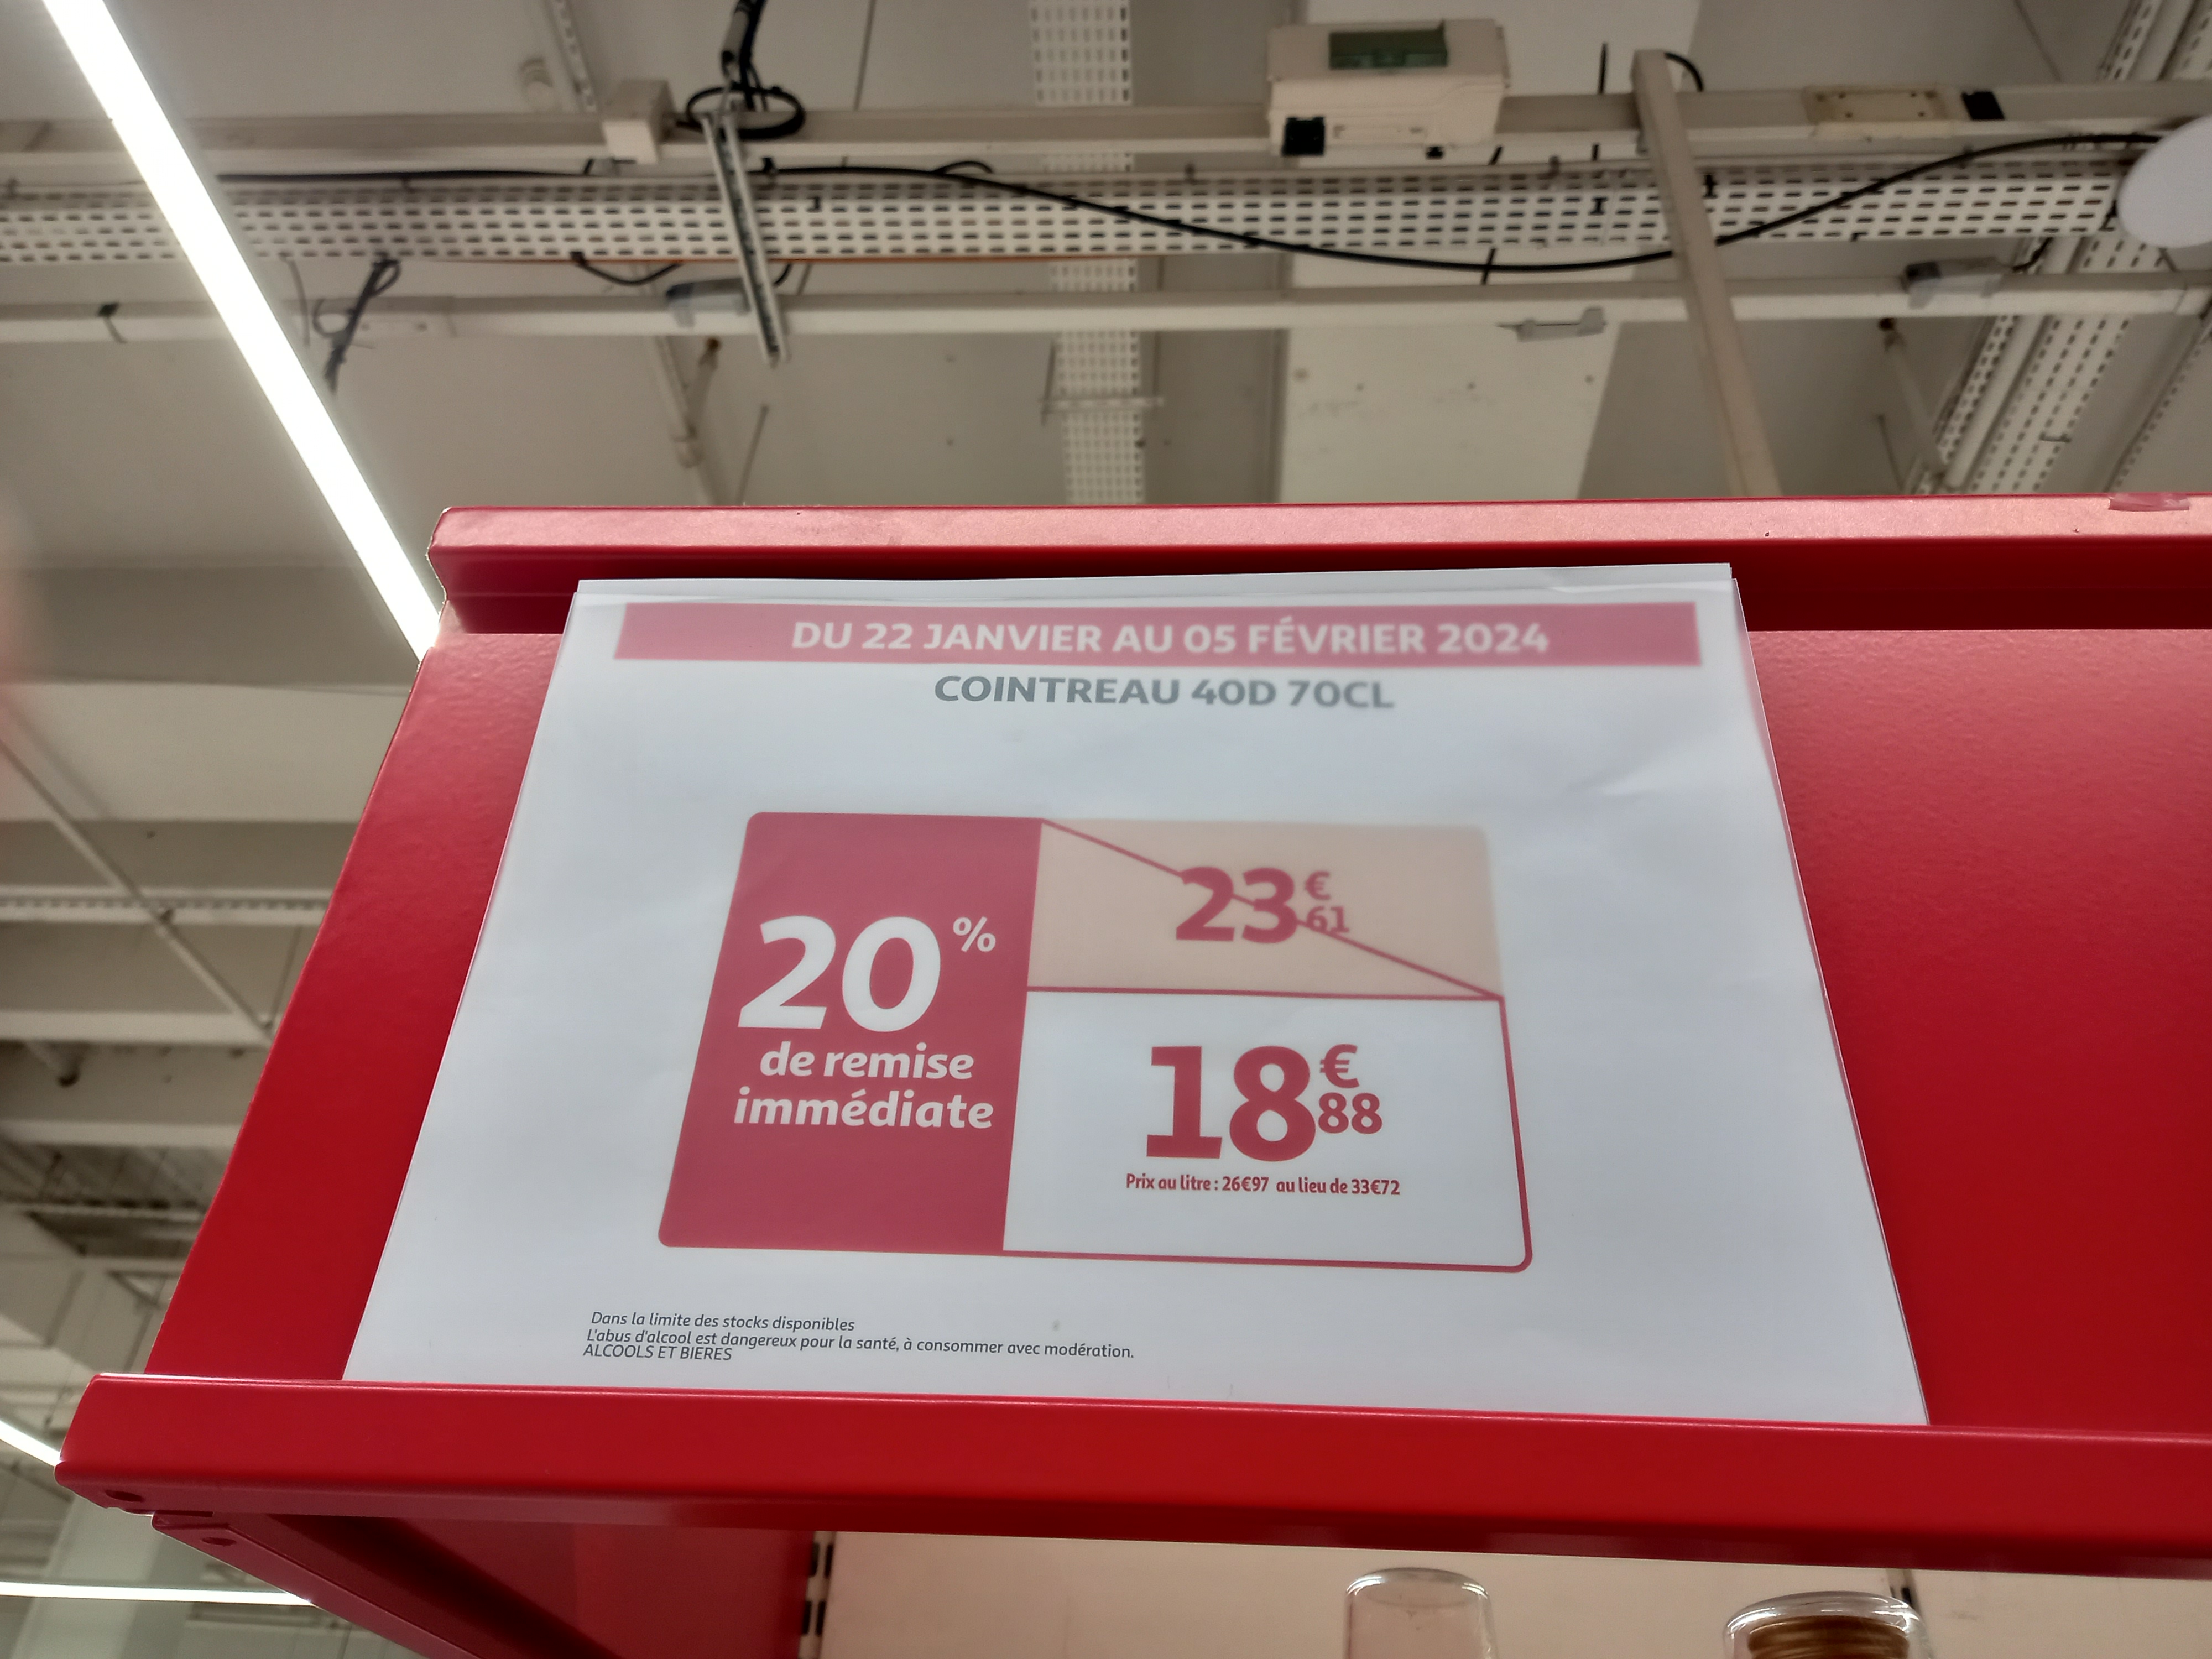 DU 22 JANVIER AU 05 FÉVRIER 2024
COINTREAU 40D 70CL
20%
de remise
immédiate
23€61
18€88
Prix au litre : 26€97 au lieu de 33€72
Dans la limite des stocks disponibles
L'abus d'alcool est dangereux pour la santé, à consommer avec modération.
ALCOOLS ET BIERES